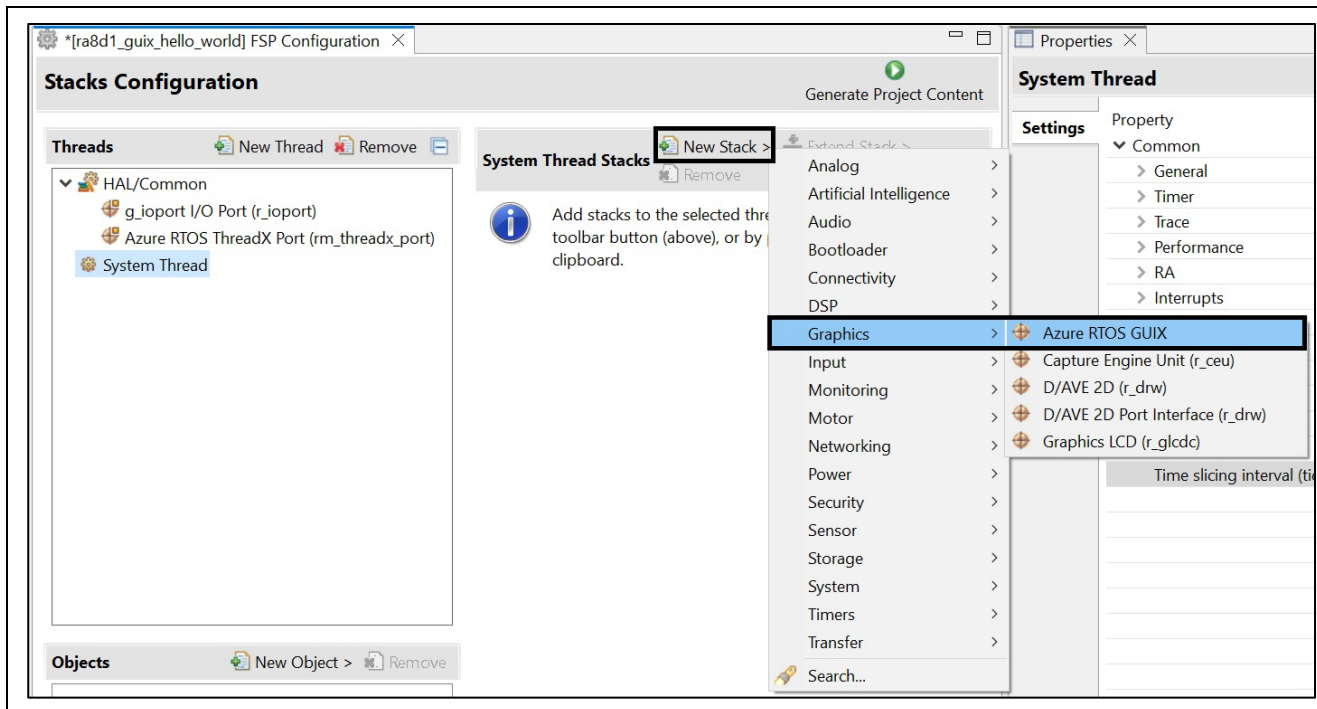 *[ra8d1_guix_hello_world] FSP Configuration
Stacks Configuration
Generate Project Content
Threads
New Thread
Remove
HAL/Common
g_ioport I/O Port (r_ioport)
Azure RTOS ThreadX Port (rm_threadx_port)
System Thread
Objects
New Object >
Remove
System Thread Stacks
New Stack >
Extend Stack >
Remove
Add stacks to the selected
toolbar button (above), or by
clipboard.
Analog
Artificial Intelligence
Audio
Bootloader
Connectivity
DSP
Graphics
Input
Monitoring
Motor
Networking
Power
Security
Sensor
Storage
System
Timers
Transfer
Search...
Azure RTOS GUIX
Capture Engine Unit (r_ceu)
D/AVE 2D (r_drw)
D/AVE 2D Port Interface (r_drw)
Graphics LCD (r_glcdc)
Properties
System Thread
Settings
Property
Common
General
Timer
Trace
Performance
RA
Interrupts
Time slicing interval